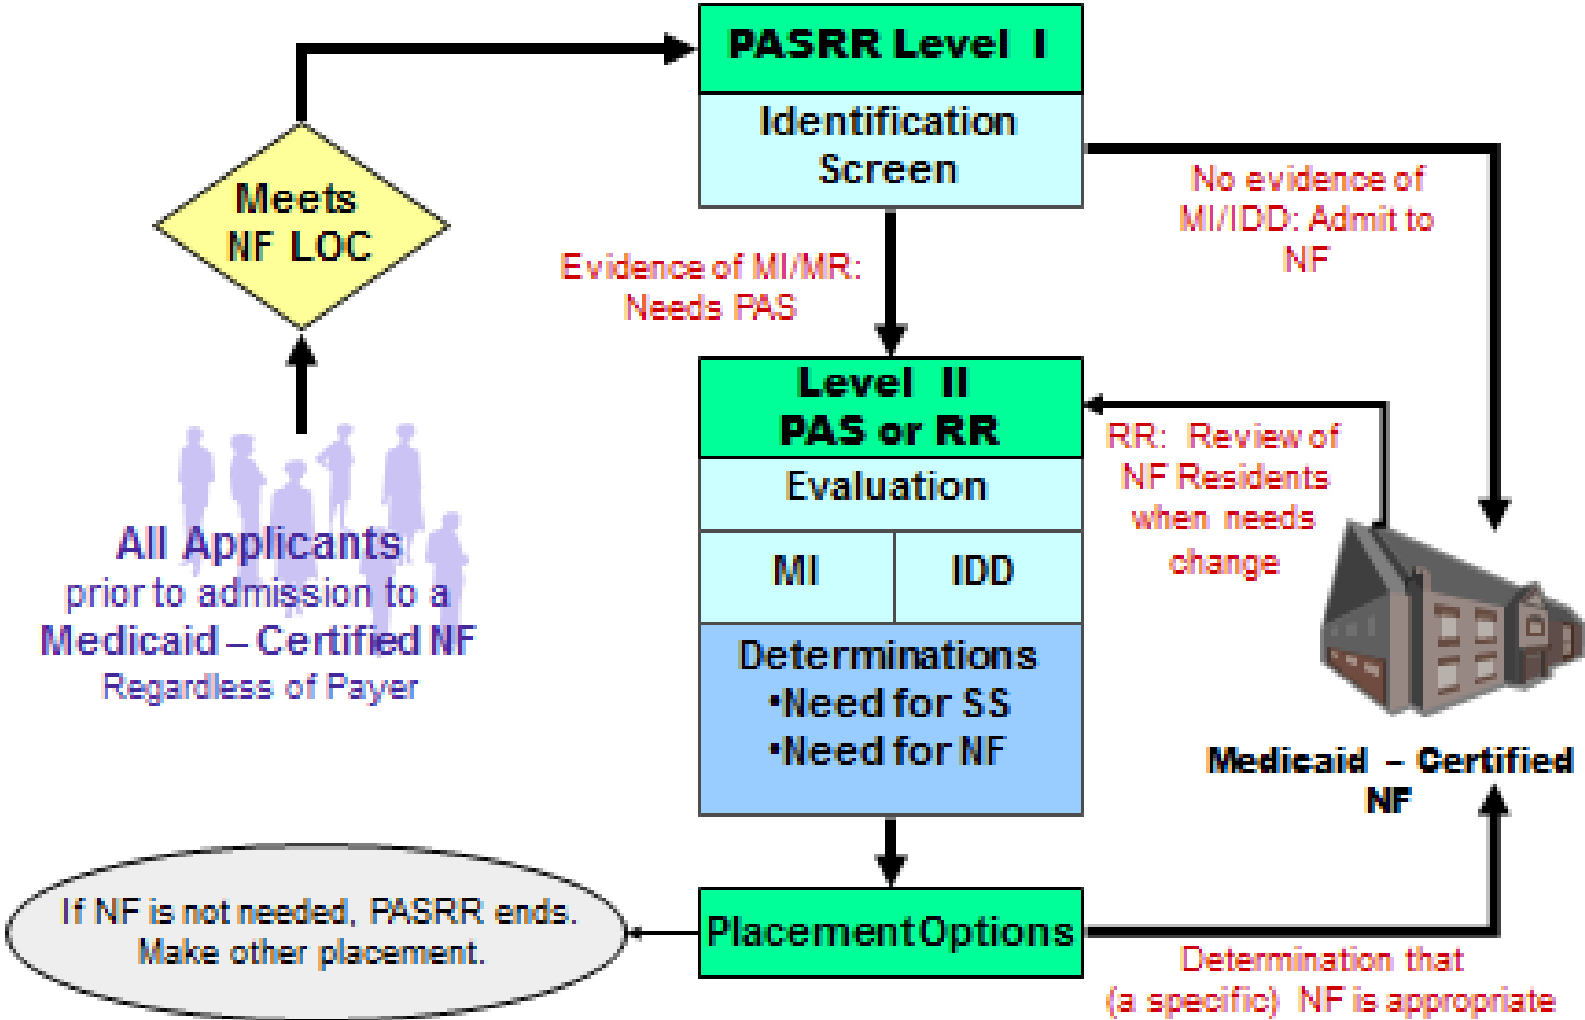 PASRR Level I
Identification
Screen
Meets
NF LOC
No evidence of
MI/IDD: Admit to
NF
Evidence of MI/MR:
Needs PAS
Level II
PAS or RR
Evaluation
MI
IDD
RR: Review of
NF Residents
when needs
change
All Applicants
prior to admission to a
Medicaid – Certified NF
Regardless of Payer
Determinations
•Need for SS
•Need for NF
Medicaid – Certified
NF
If NF is not needed, PASRR ends.
Make other placement.
Placement Options
Determination that
(a specific) NF is appropriate